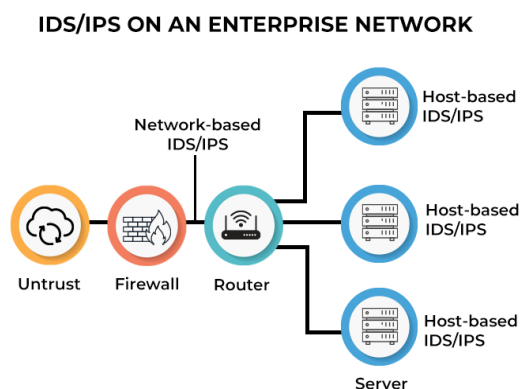 IDS/IPS ON AN ENTERPRISE NETWORK
Network-based
IDS/IPS
Host-based
IDS/IPS
Host-based
IDS/IPS
Untrust
Firewall
Router
Host-based
IDS/IPS
Server